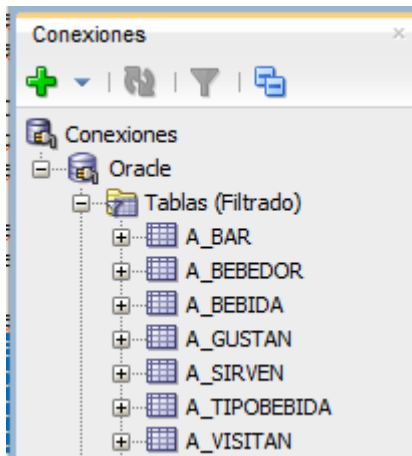 Conexiones
Conexiones
Oracle
Tablas (Filtrado)
A_BAR
A_BEBEDOR
A_BEBIDA
A_GUSTAN
A_SIRVEN
A_TIPOBEBIDA
A_VISITAN